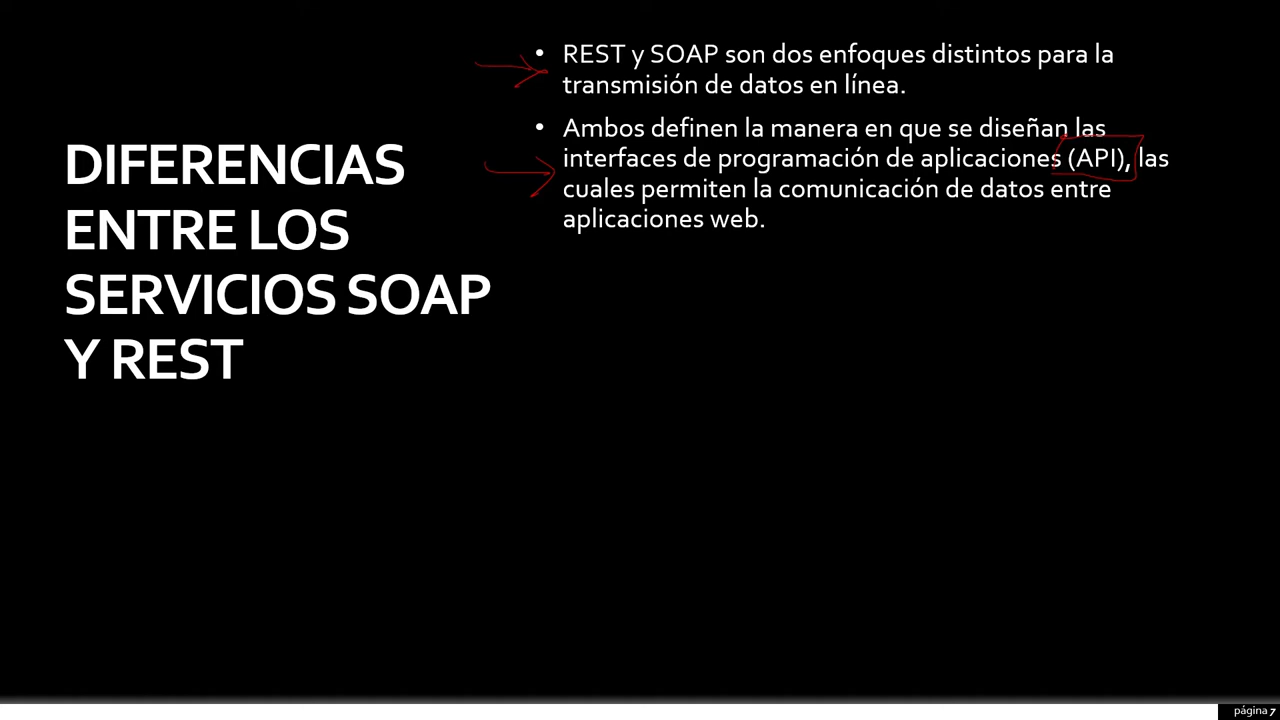 DIFERENCIAS
ENTRE LOS
SERVICIOS SOAP
Y REST
• REST y SOAP son dos enfoques distintos para la
transmisión de datos en línea.
• Ambos definen la manera en que se diseñan las
interfaces de programación de aplicaciones (API), las
cuales permiten la comunicación de datos entre
aplicaciones web.
página 7